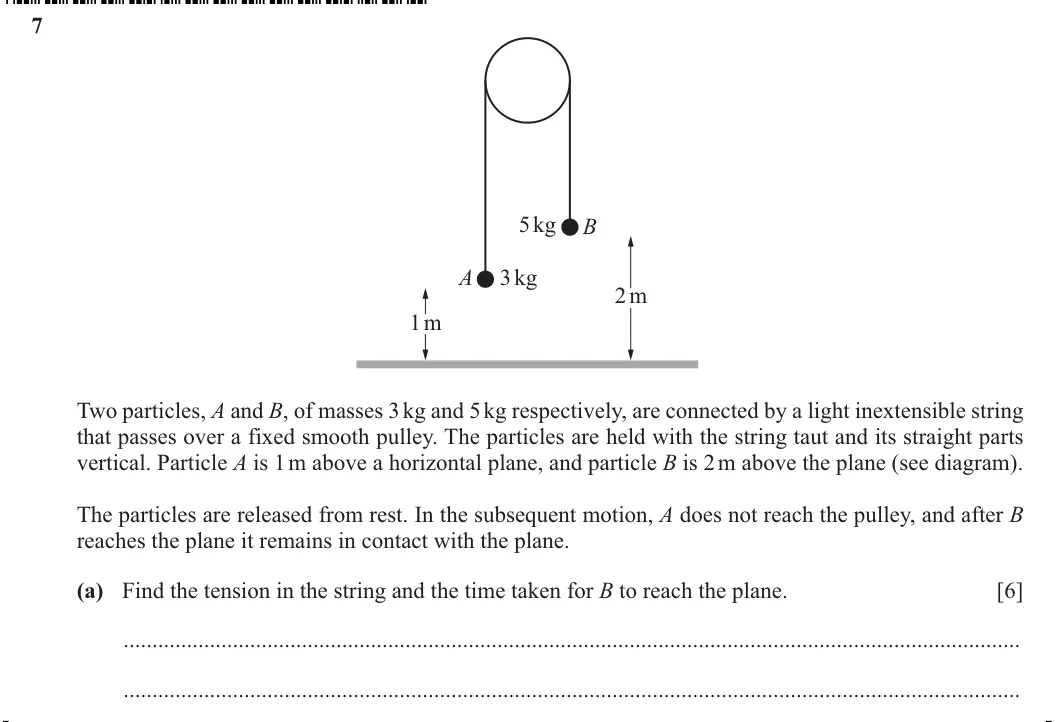 7
5 kg B
A 3 kg
2 m
1 m
Two particles, A and B, of masses 3 kg and 5 kg respectively, are connected by a light inextensible string
that passes over a fixed smooth pulley. The particles are held with the string taut and its straight parts
vertical. Particle A is 1 m above a horizontal plane, and particle B is 2 m above the plane (see diagram).
The particles are released from rest. In the subsequent motion, A does not reach the pulley, and after B
reaches the plane it remains in contact with the plane.
(a) Find the tension in the string and the time taken for B to reach the plane. [6]